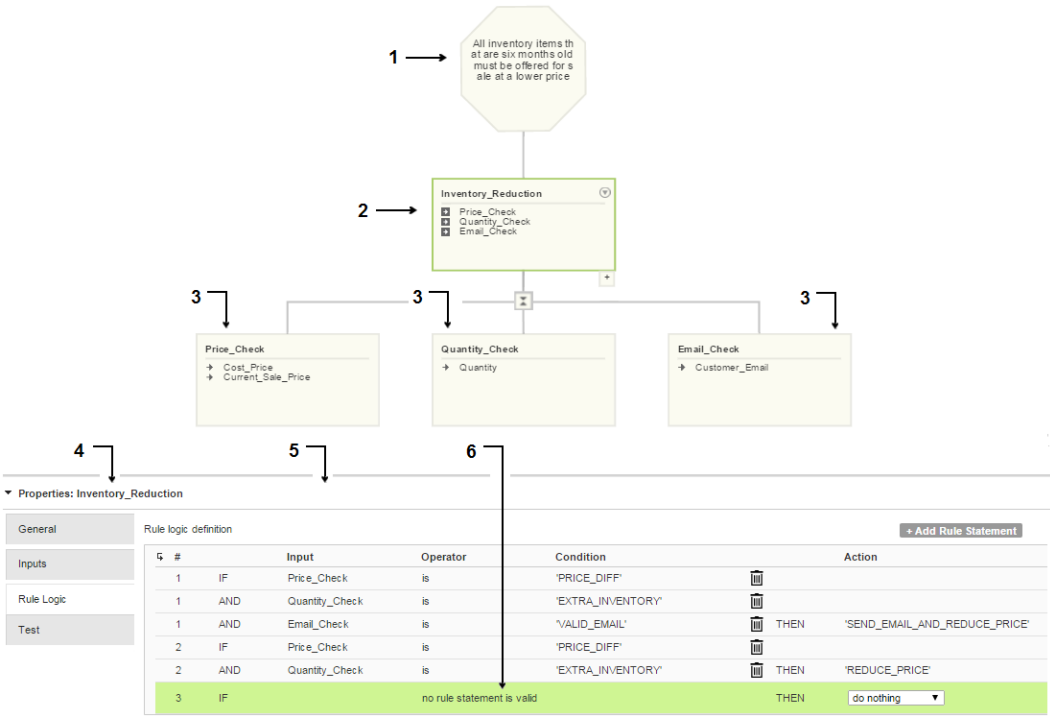 1
All inventory items th
at are six months old
must be offered for s
ale at a lower price
2
Inventory_Reduction
Price_Check
Quantity_Check
Email_Check
+
3
3
3
Price_Check
Cost_Price
Current_Sale_Price
Quantity_Check
Quantity
Email_Check
Customer_Email
4
5
6
Properties: Inventory_Reduction
General
Inputs
Rule Logic
Test
Rule logic definition
+ Add Rule Statement
# Input Operator Condition Action
1 IF Price_Check is 'PRICE_DIFF'
1 AND Quantity_Check is 'EXTRA_INVENTORY'
1 AND Email_Check is 'VALID_EMAIL' THEN 'SEND_EMAIL_AND_REDUCE_PRICE'
2 IF Price_Check is 'PRICE_DIFF'
2 AND Quantity_Check is 'EXTRA_INVENTORY' THEN 'REDUCE_PRICE'
3 IF no rule statement is valid THEN do nothing